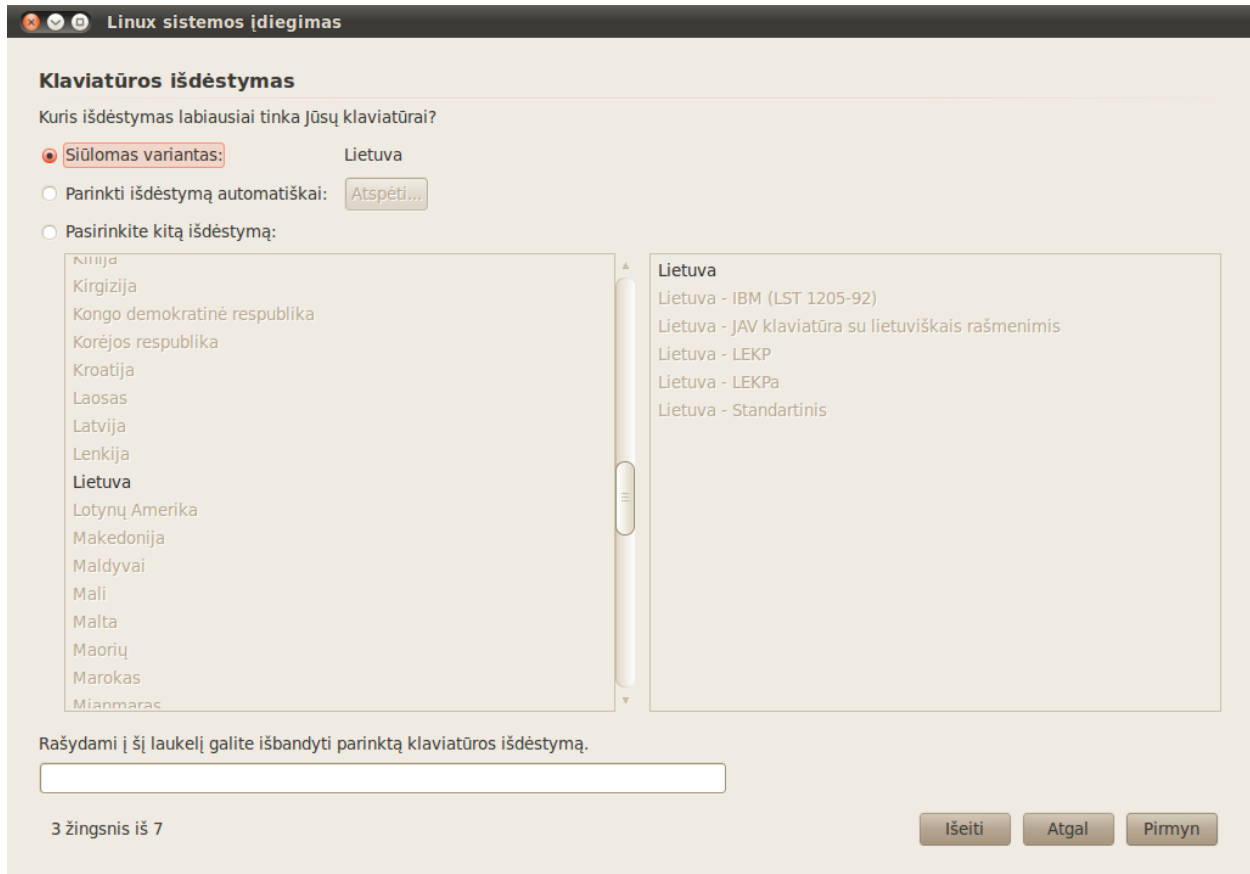 Linux sistemos įdiegimas
Klaviatūros išdėstymas
Kuris išdėstymas labiausiai tinka Jūsų klaviatūrai?
Siūlomas variantas: Lietuva
Parinkti išdėstymą automatiškai: Atspėti...
Pasirinkite kitą išdėstymą:
Kinija
Kirgizija
Kongo demokratinė respublika
Korėjos respublika
Kroatija
Laosas
Latvija
Lenkija
Lietuva
Lotynų Amerika
Makedonija
Maldyvai
Mali
Malta
Maorių
Marokas
Mianmaras
Lietuva
Lietuva - IBM (LST 1205-92)
Lietuva - JAV klaviatūra su lietuviškais rašmenimis
Lietuva - LEKP
Lietuva - LEKPa
Lietuva - Standartinis
Rašydami į šį laukelį galite išbandyti parinktą klaviatūros išdėstymą.
3 žingsnis iš 7
Išeiti Atgal Pirmyn